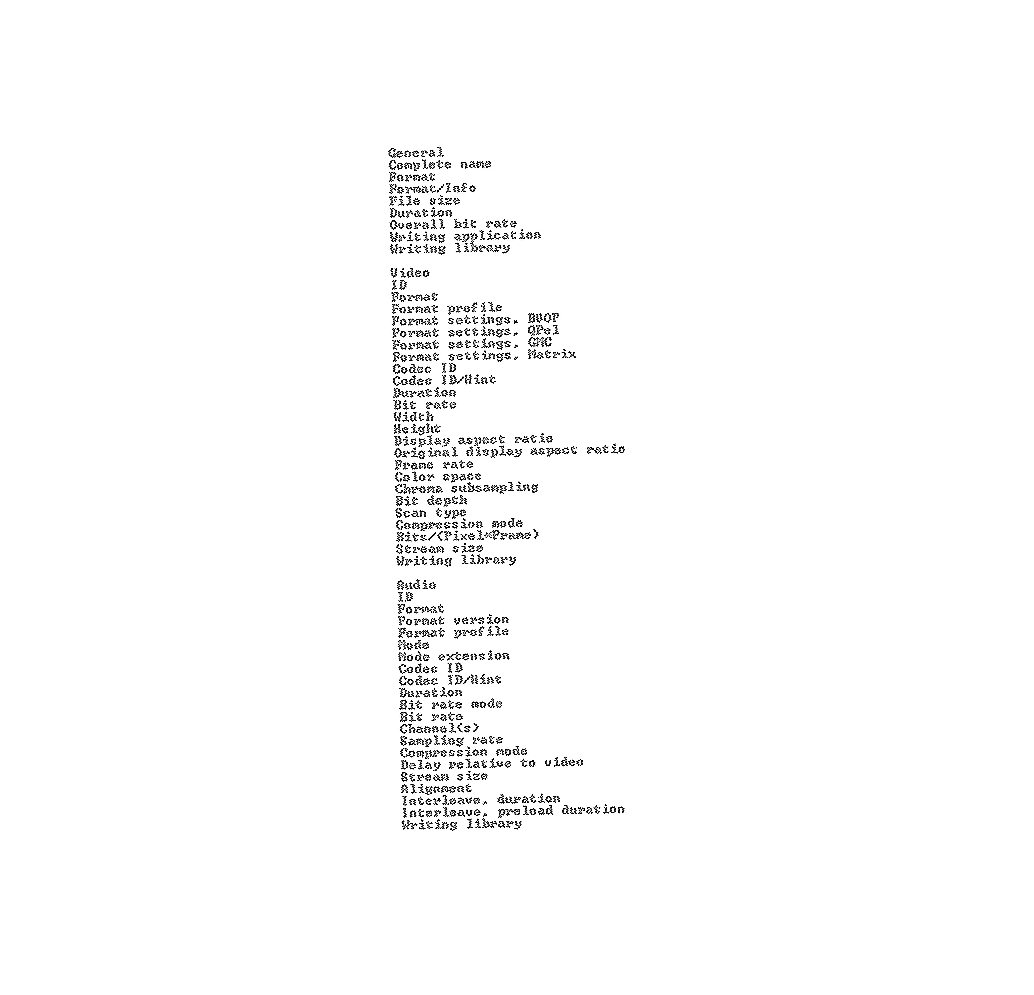 General
Complete name
Format
Format/Info
File size
Duration
Overall bit rate
Writing application
Writing library

Video
ID
Format
Format profile
Format settings, BVOP
Format settings, QPel
Format settings, GMC
Format settings, Matrix
Codec ID
Codec ID/Hint
Duration
Bit rate
Width
Height
Display aspect ratio
Original display aspect ratio
Frame rate
Color space
Chroma subsampling
Bit depth
Scan type
Compression mode
Bits/(Pixel*Frame)
Stream size
Writing library

Audio
ID
Format
Format version
Format profile
Mode
Mode extension
Codec ID
Codec ID/Hint
Duration
Bit rate mode
Bit rate
Channel(s)
Sampling rate
Compression mode
Delay relative to video
Stream size
Alignment
Interleave, duration
Interleave, preload duration
Writing library